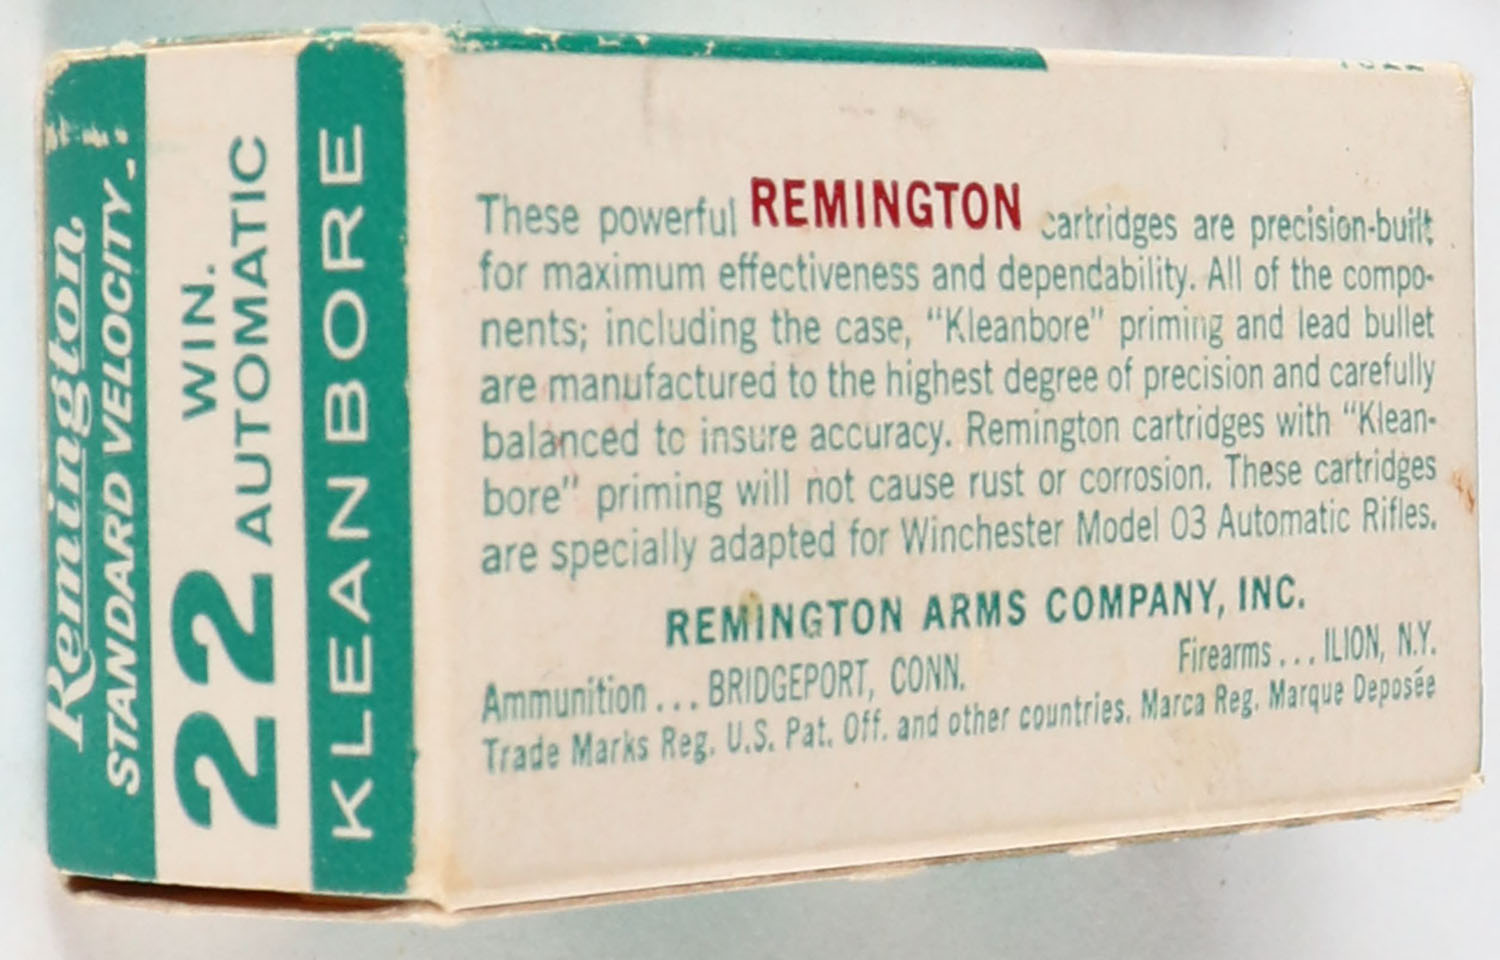 Remington
STANDARD VELOCITY
22 WIN.
AUTOMATIC
KLEANBORE
These powerful REMINGTON cartridges are precision-built
for maximum effectiveness and dependability. All of the compo-
nents; including the case, "Kleanbore" priming and lead bullet
are manufactured to the highest degree of precision and carefully
balanced to insure accuracy. Remington cartridges with "Klean-
bore" priming will not cause rust or corrosion. These cartridges
are specially adapted for Winchester Model 03 Automatic Rifles.
REMINGTON ARMS COMPANY, INC.
Ammunition ... BRIDGEPORT, CONN. Firearms ... ILION, N.Y.
Trade Marks Reg. U.S. Pat. Off. and other countries. Marca Reg. Marque Deposée